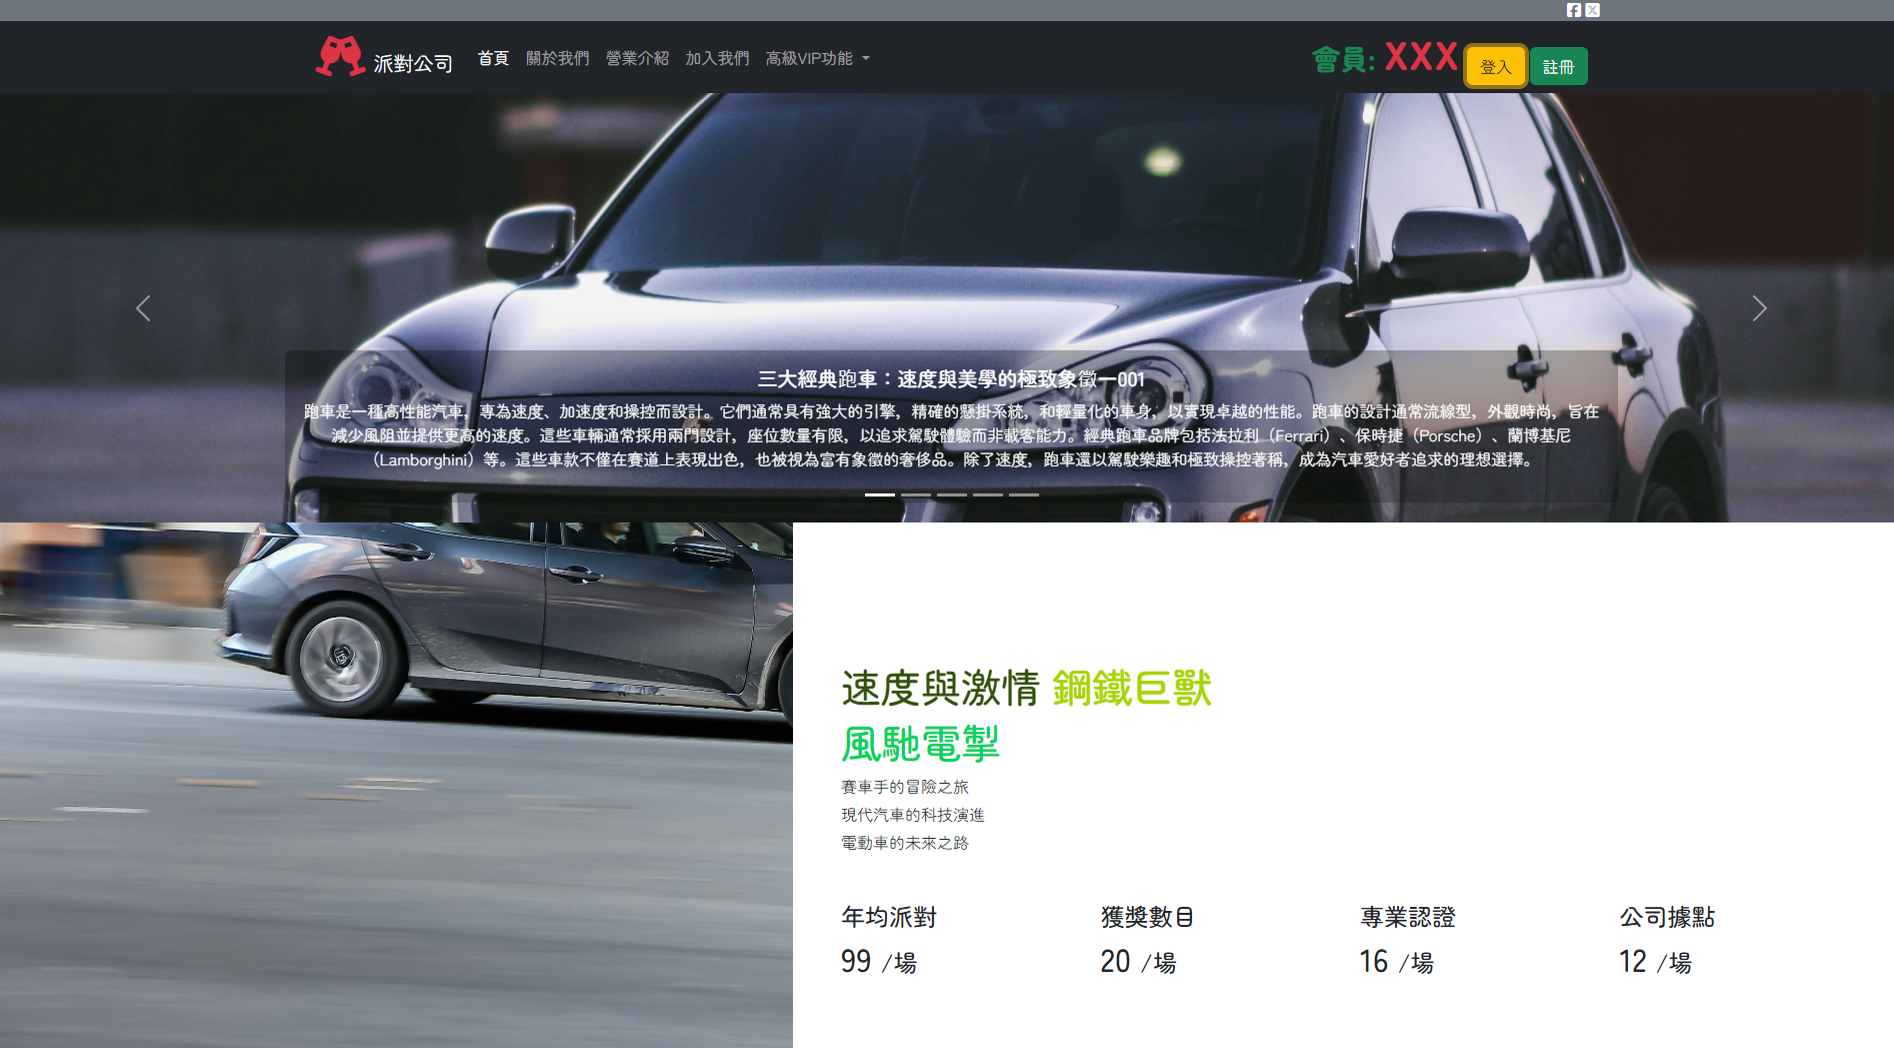 派對公司
首頁 關於我們 營業介紹 加入我們 高級VIP功能
會員: XXX 登入 註冊
三大經典跑車：速度與美學的極致象徵—001
跑車是一種高性能汽車，專為速度、加速度和操控而設計。它們通常具有強大的引擎，精確的懸掛系統，和輕量化的車身，以實現卓越的性能。跑車的設計通常流線型，外觀時尚，旨在
減少風阻並提供更高的速度。這些車輛通常採用兩門設計，座位數量有限，以追求駕駛體驗而非載客能力。經典跑車品牌包括法拉利（Ferrari）、保時捷（Porsche）、蘭博基尼
（Lamborghini）等。這些車款不僅在賽道上表現出色，也被視為富有象徵的奢侈品。除了速度，跑車還以駕駛樂趣和極致操控著稱，成為汽車愛好者追求的理想選擇。
速度與激情 鋼鐵巨獸
風馳電掣
賽車手的冒險之旅
現代汽車的科技演進
電動車的未來之路
年均派對 獲獎數目 專業認證 公司據點
99 /場 20 /場 16 /場 12 /場